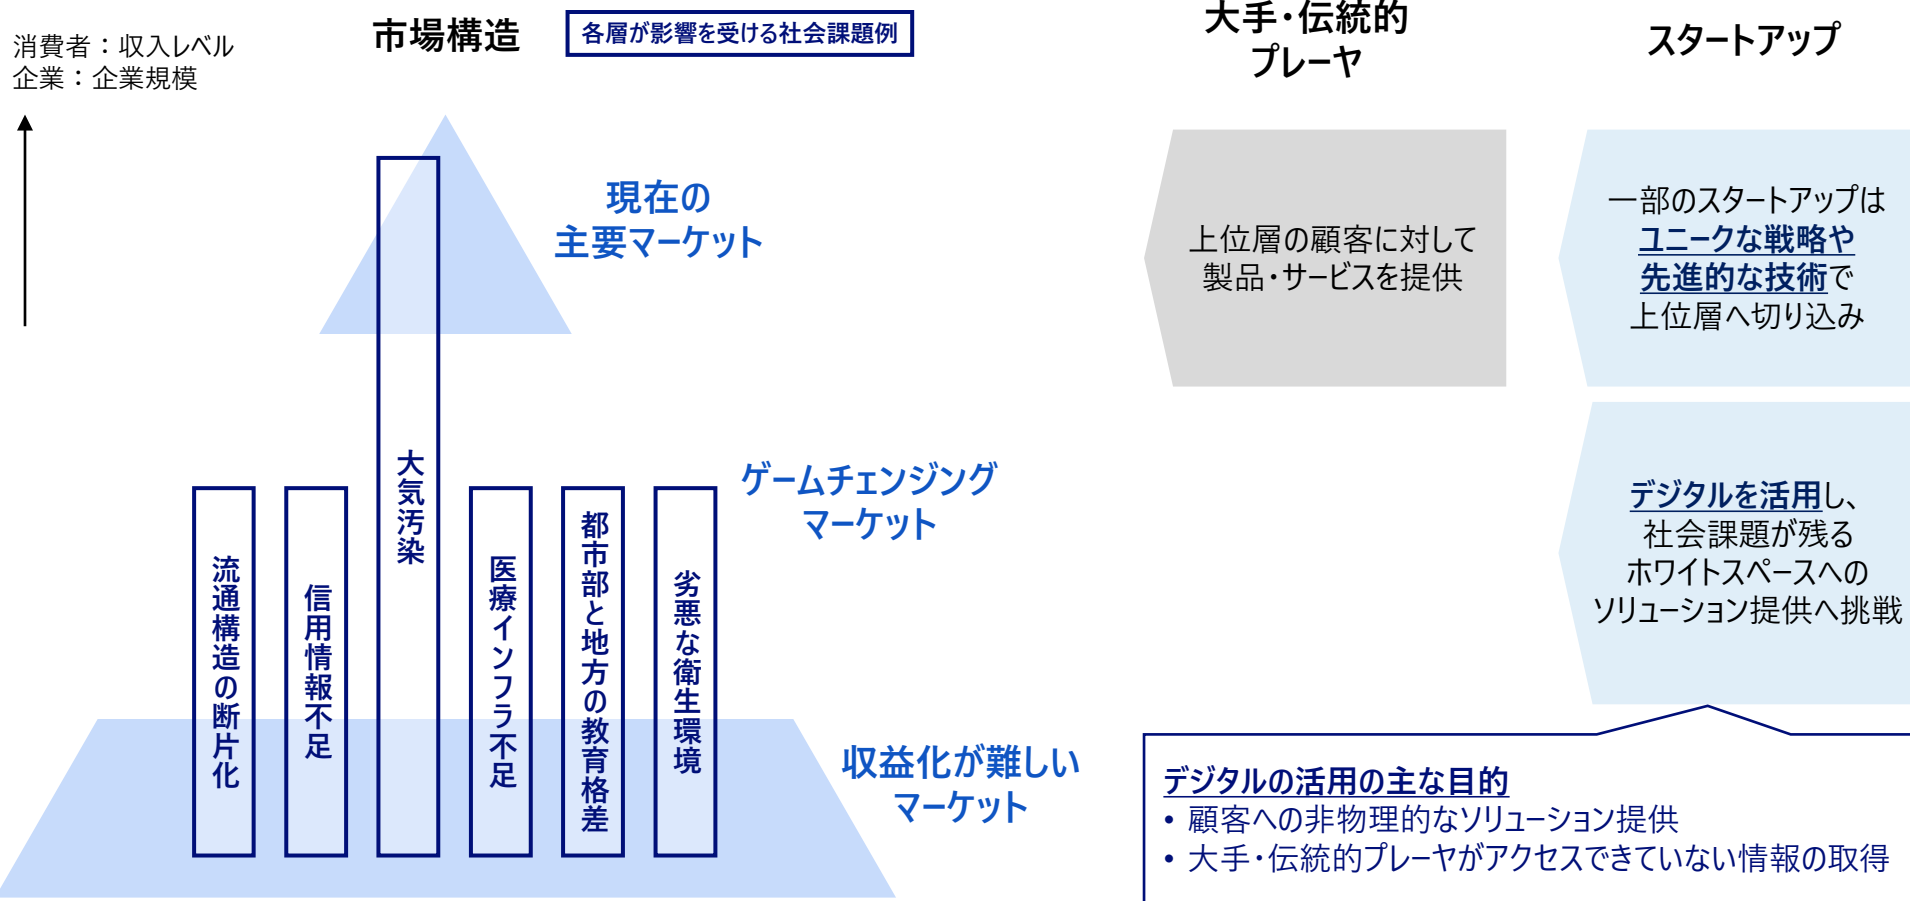 消費者：収入レベル
企業：企業規模
市場構造
各層が影響を受ける社会課題例
大手・伝統的
プレーヤ
スタートアップ
現在の
主要マーケット
上位層の顧客に対して
製品・サービスを提供
一部のスタートアップは
ユニークな戦略や
先進的な技術で
上位層へ切り込み
ゲームチェンジング
マーケット
デジタルを活用し、
社会課題が残る
ホワイトスペースへの
ソリューション提供へ挑戦
流通構造の断片化
信用情報不足
大気汚染
医療インフラ不足
都市部と地方の教育格差
劣悪な衛生環境
収益化が難しい
マーケット
デジタルの活用の主な目的
• 顧客への非物理的なソリューション提供
• 大手・伝統的プレーヤがアクセスできていない情報の取得